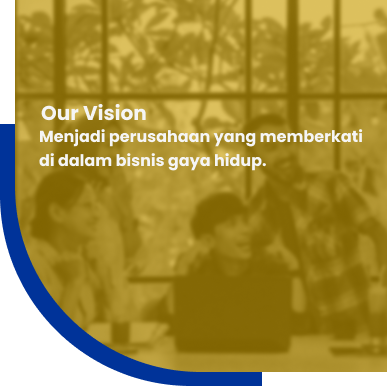 Our Vision
Menjadi perusahaan yang memberkati
di dalam bisnis gaya hidup.